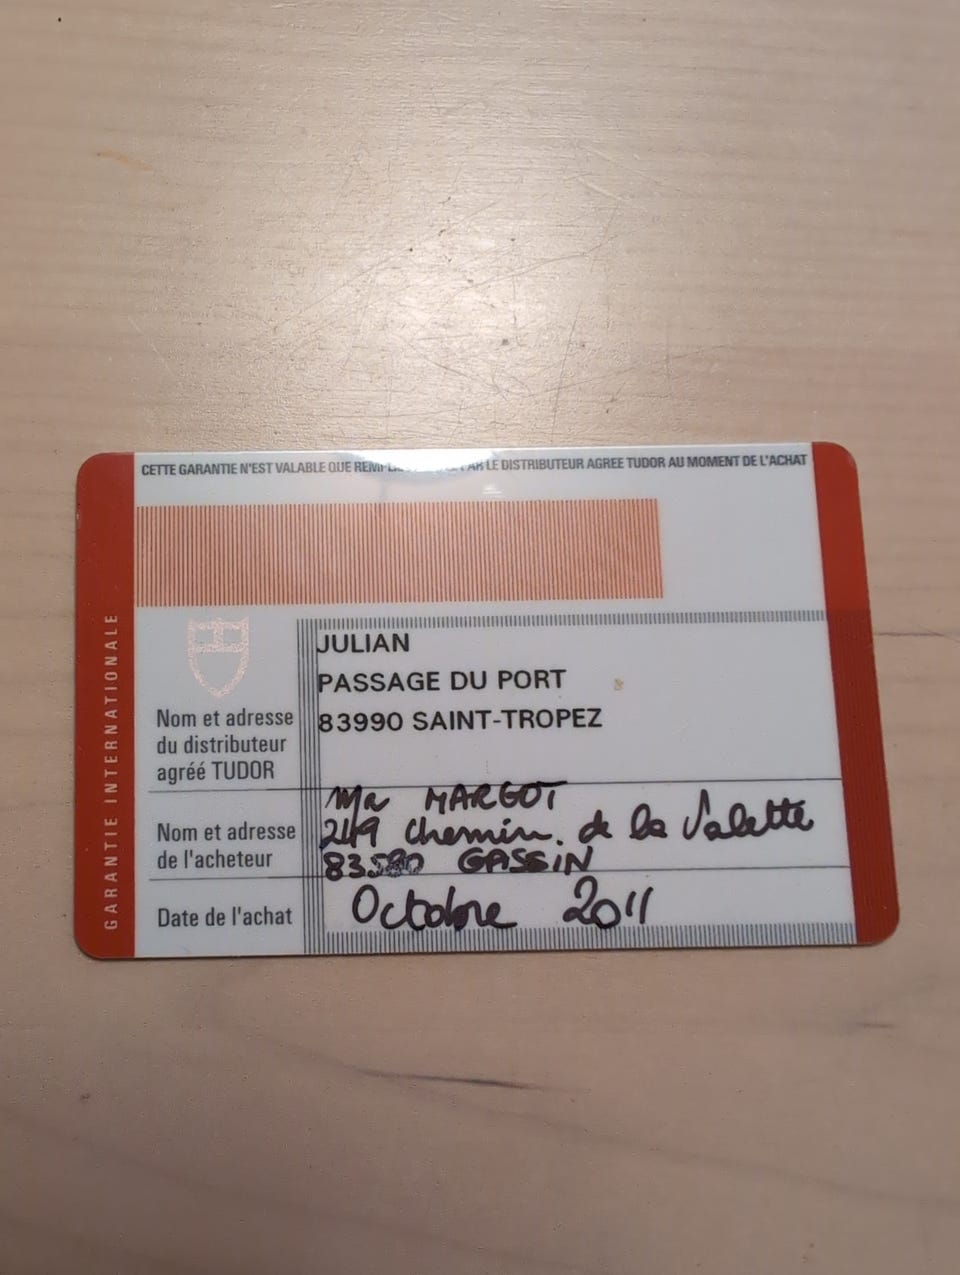 CETTE GARANTIE N'EST VALABLE QUE LE DISTRIBUTEUR AGREE TUDOR AU MOMENT DE L'ACHAT
GARANTIE INTERNATIONALE
Nom et adresse
du distributeur
agréé TUDOR
JULIAN
PASSAGE DU PORT
83990 SAINT-TROPEZ
Nom et adresse
de l'acheteur
Mr MARGOT
249 chemin de la Valette
GASSIN
Date de l'achat
Octobre 2011